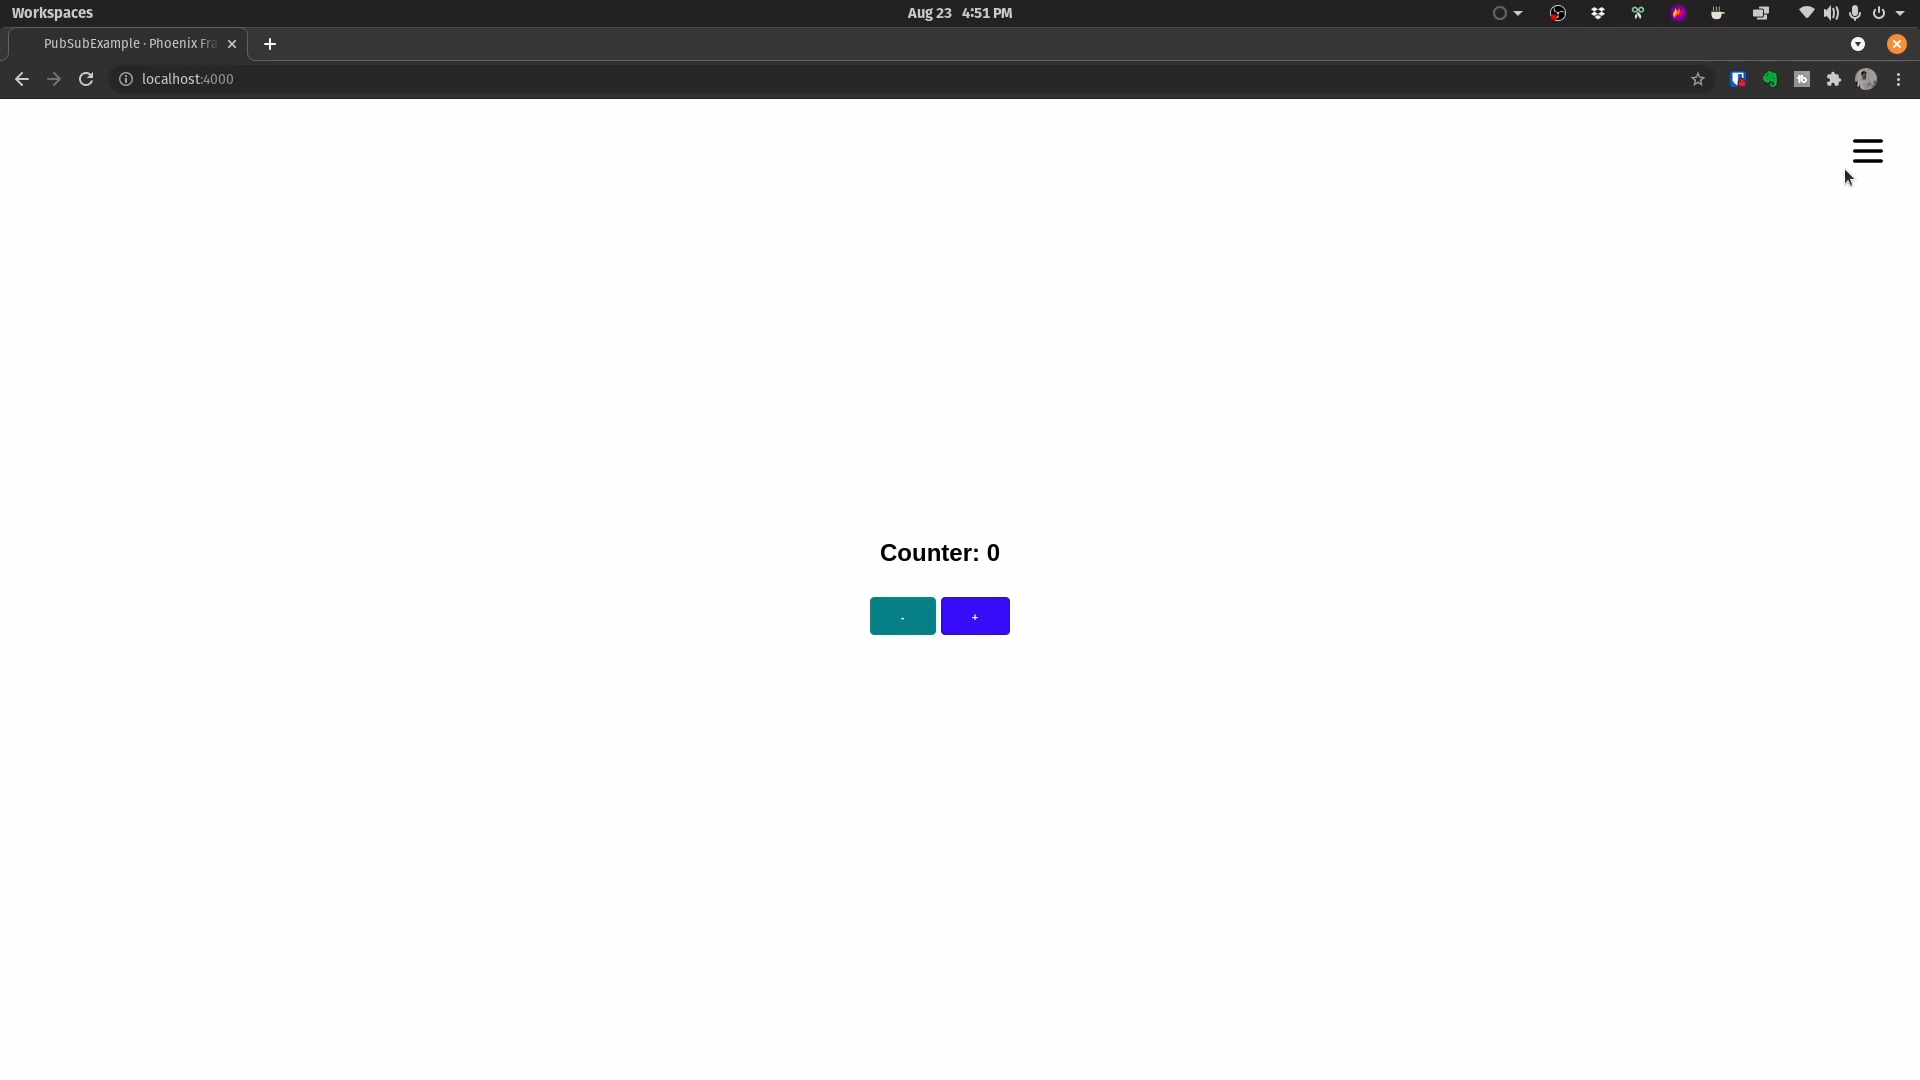 Workspaces
Aug 23 4:51 PM
PubSubExample · Phoenix Fra
localhost:4000
Counter: 0
- +